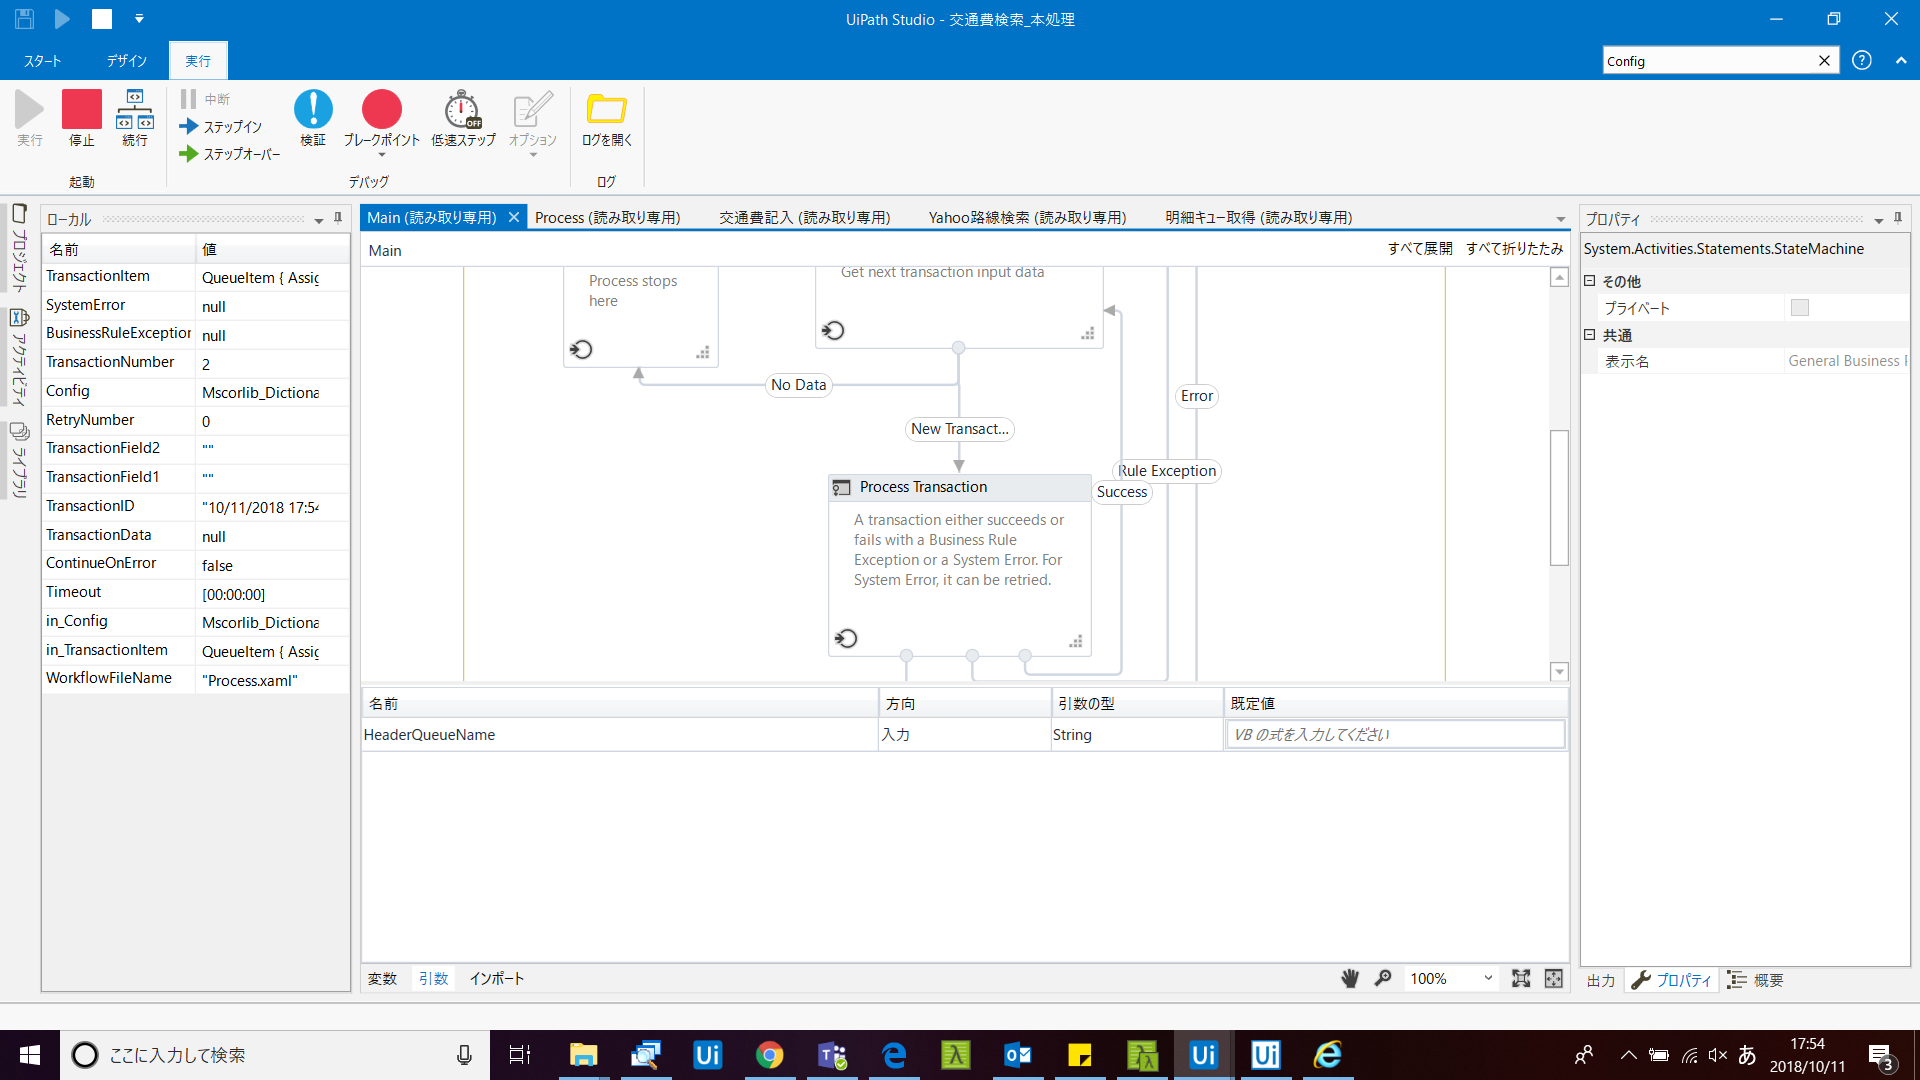 UiPath Studio - 交通費検索_本処理
スタート
デザイン
実行
Config
実行
停止
続行
中断
ステップイン
ステップオーバー
起動
検証
ブレークポイント
低速ステップ
OFF
オプション
デバッグ
ログを開く
ログ
プロジェクト
アクティビティ
ライブラリ
ローカル
名前 値
TransactionItem QueueItem { Assig
SystemError null
BusinessRuleException null
TransactionNumber 2
Config Mscorlib_Dictiona
RetryNumber 0
TransactionField2 ""
TransactionField1 ""
TransactionID "10/11/2018 17:54
TransactionData null
ContinueOnError false
Timeout [00:00:00]
in_Config Mscorlib_Dictiona
in_TransactionItem QueueItem { Assig
WorkflowFileName "Process.xaml"
Main (読み取り専用)
Process (読み取り専用)
交通費記入 (読み取り専用)
Yahoo路線検索 (読み取り専用)
明細キュー取得 (読み取り専用)
Main
すべて展開 すべて折りたたみ
Process stops
here
Get next transaction input data
No Data
New Transact...
Error
Rule Exception
Success
Process Transaction
A transaction either succeeds or
fails with a Business Rule
Exception or a System Error. For
System Error, it can be retried.
名前 方向 引数の型 既定値
HeaderQueueName 入力 String VB の式を入力してください
変数 引数 インポート
100%
プロパティ
System.Activities.Statements.StateMachine
その他
プライベート
共通
表示名 General Business
出力 プロパティ 概要
ここに入力して検索
あ
17:54
2018/10/11
3